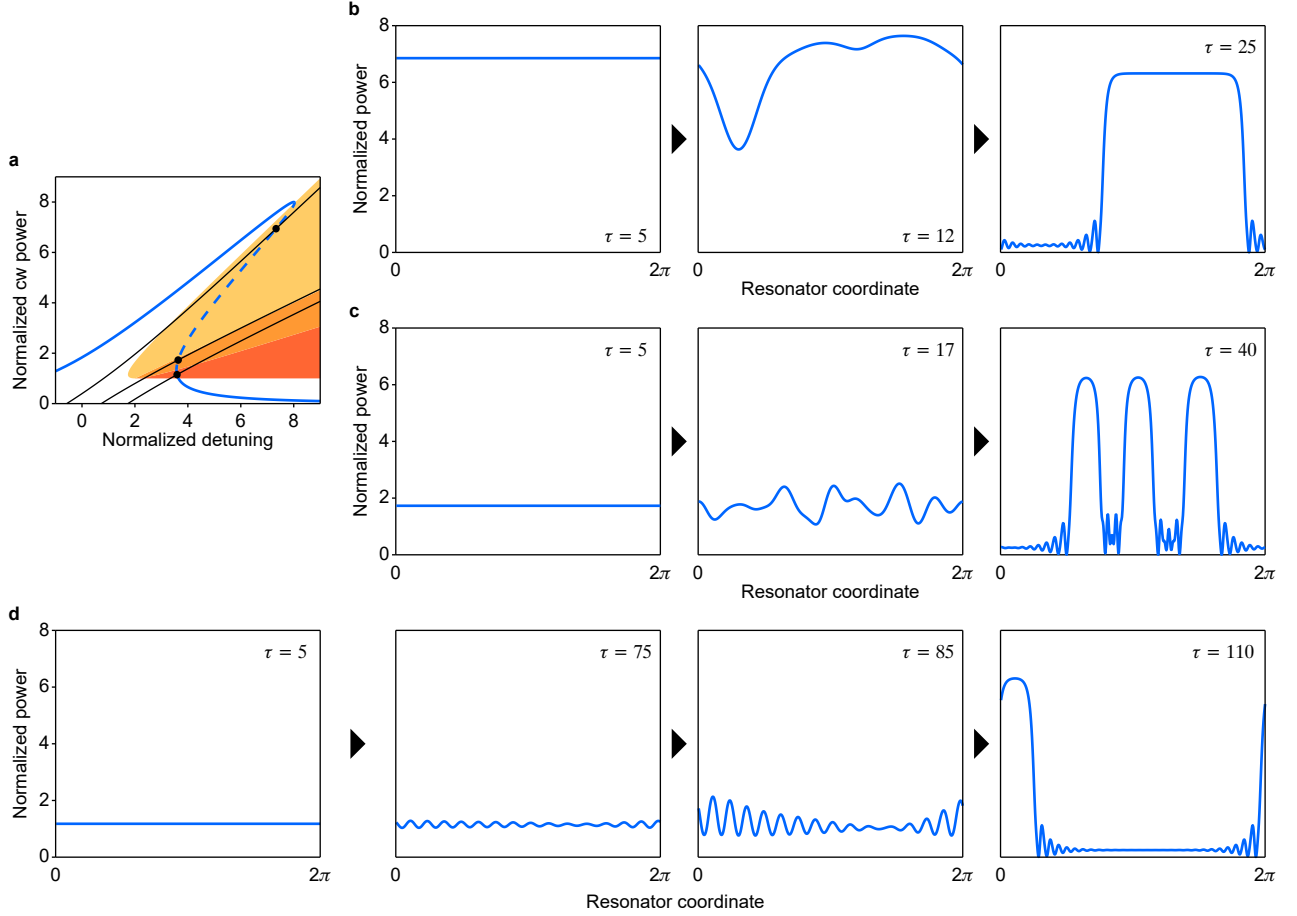 a
Normalized cw power
8
6
4
2
0
0 2 4 6 8
Normalized detuning
b
Normalized power
8
6
4
2
0
τ = 5
τ = 12
τ = 25
0 2π 0 2π 0 2π
Resonator coordinate
c
Normalized power
8
6
4
2
0
τ = 5
τ = 17
τ = 40
0 2π 0 2π 0 2π
Resonator coordinate
d
Normalized power
8
6
4
2
0
τ = 5
τ = 75
τ = 85
τ = 110
0 2π 0 2π 0 2π 0 2π
Resonator coordinate